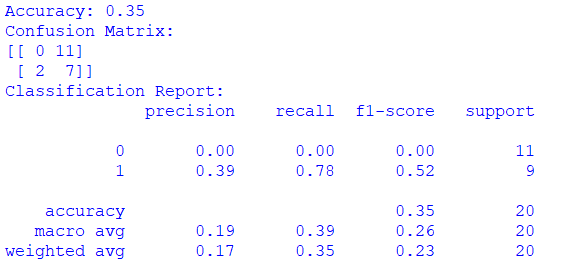 Accuracy: 0.35
Confusion Matrix:
[[ 0 11]
 [ 2  7]]
Classification Report:
              precision    recall  f1-score   support

           0       0.00      0.00      0.00        11
           1       0.39      0.78      0.52         9

    accuracy                           0.35        20
   macro avg       0.19      0.39      0.26        20
weighted avg       0.17      0.35      0.23        20